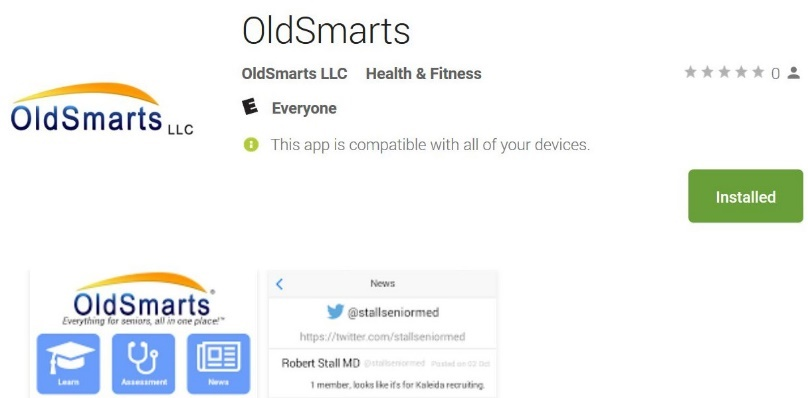 OldSmarts
OldSmarts LLC Health & Fitness
0
OldSmarts LLC
E Everyone
This app is compatible with all of your devices.
Installed
OldSmarts®
Everything for seniors, all in one place!™
Learn Assessment News
News
@stallseniormed
https://twitter.com/stallseniormed
Robert Stall MD @stallseniormed Posted on: 02 Oct
1 member, looks like it's for Kaleida recruiting.